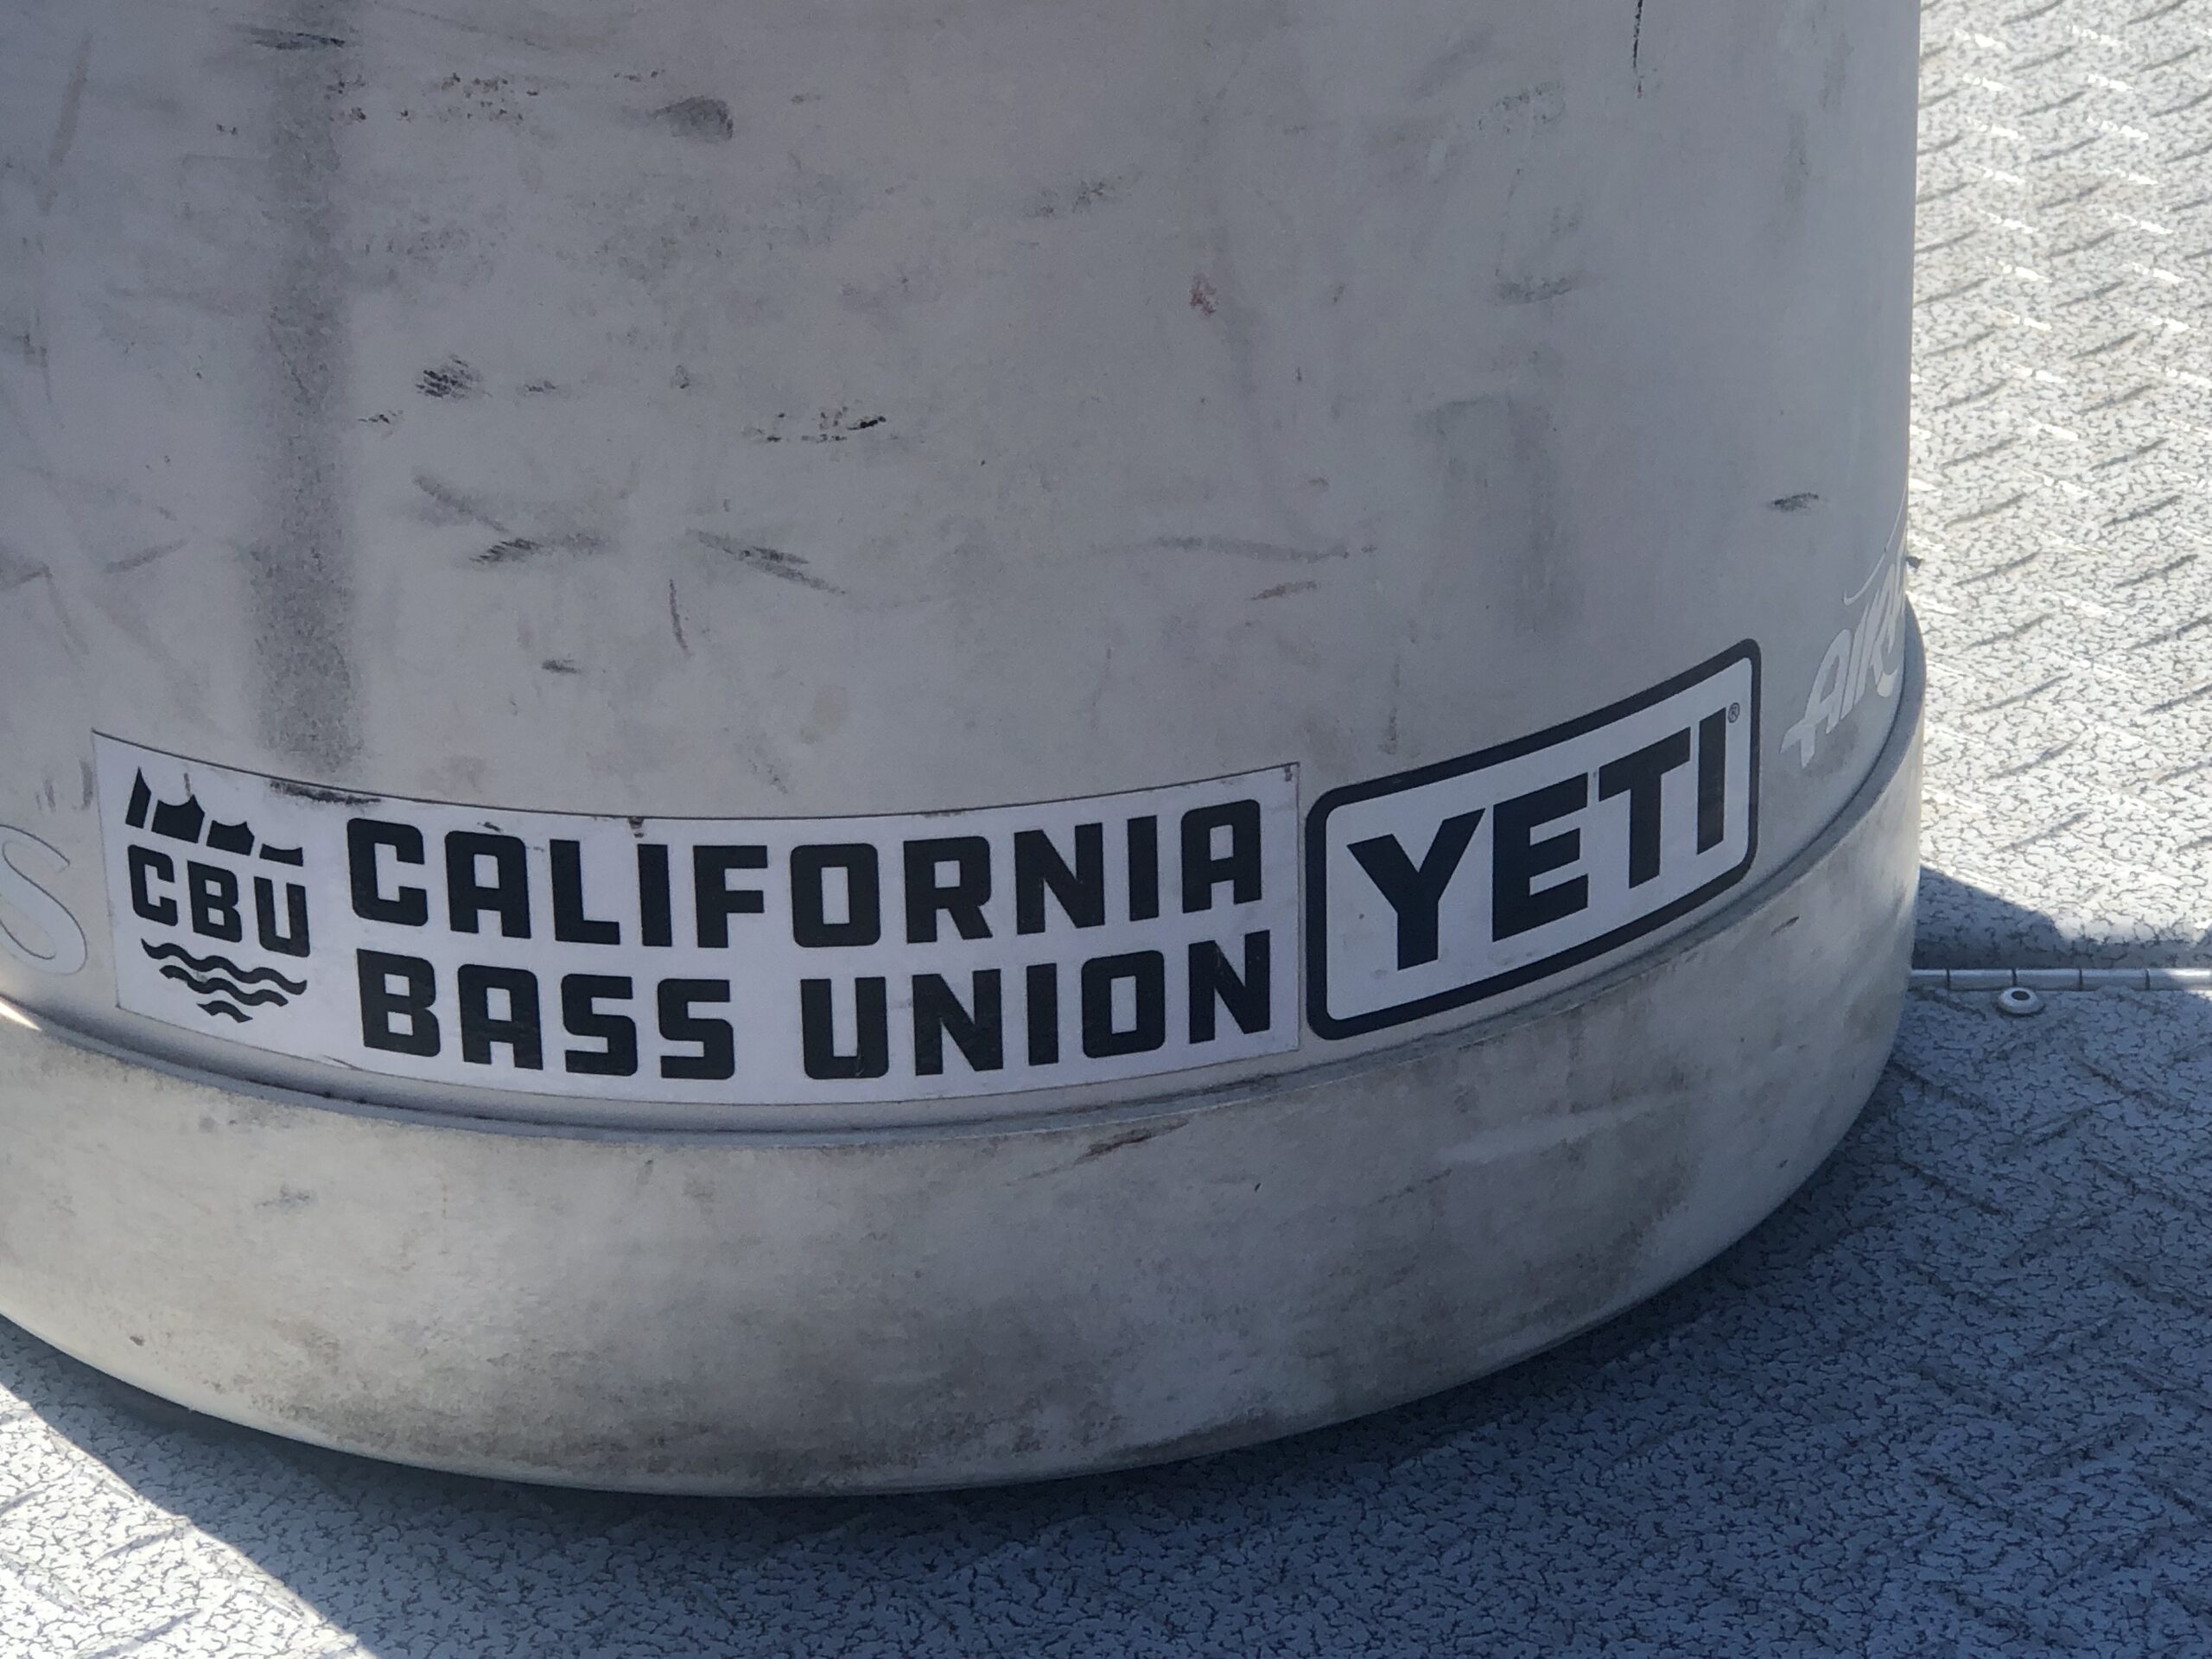 CBU
CALIFORNIA
BASS UNION
YETI®